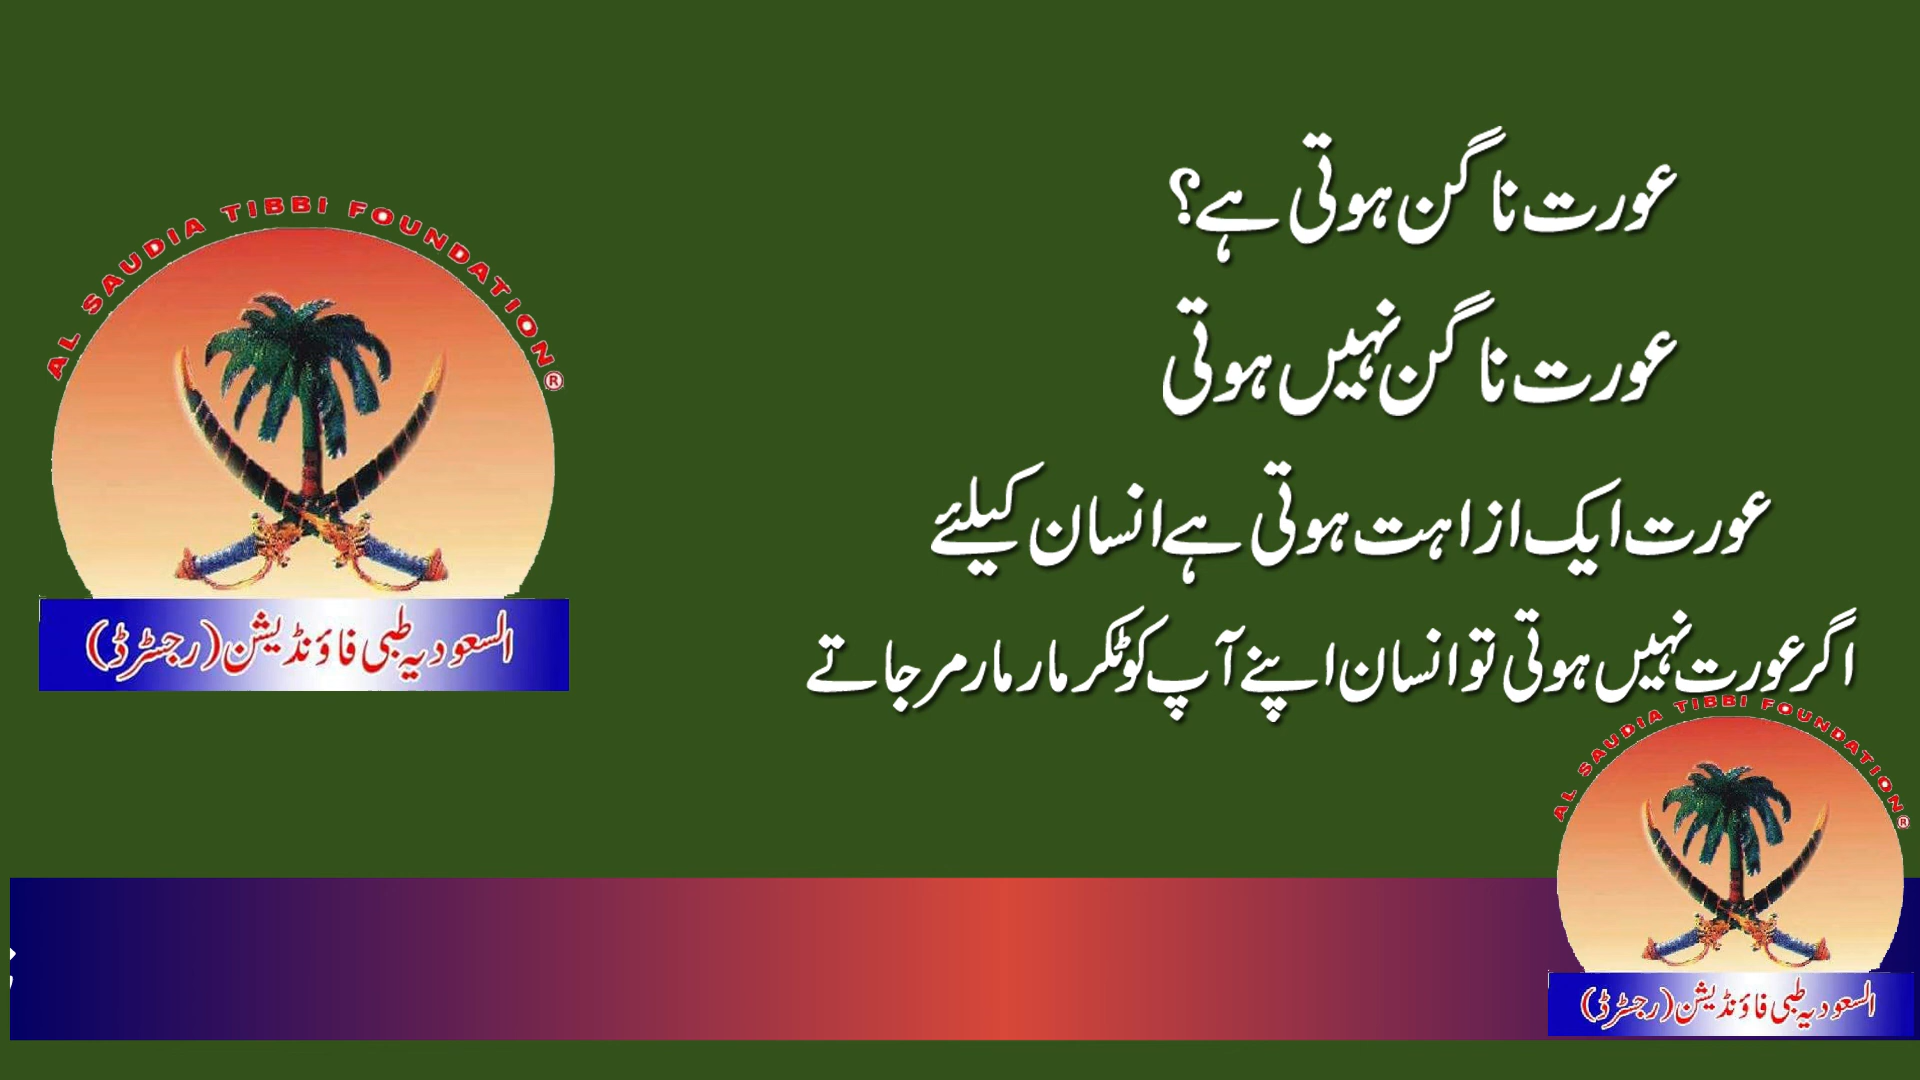 عورت ناگن ہوتی ہے؟
عورت ناگن نہیں ہوتی
عورت ایک ازاہت ہوتی ہے انسان کیلئے
اگر عورت نہیں ہوتی تو انسان اپنے آپ کو ٹکر مار مار مر جاتے
AL SAUDIA TIBBI FOUNDATION®
السعودیہ طبی فاؤنڈیشن (رجسٹرڈ)
AL SAUDIA TIBBI FOUNDATION®
السعودیہ طبی فاؤنڈیشن (رجسٹرڈ)